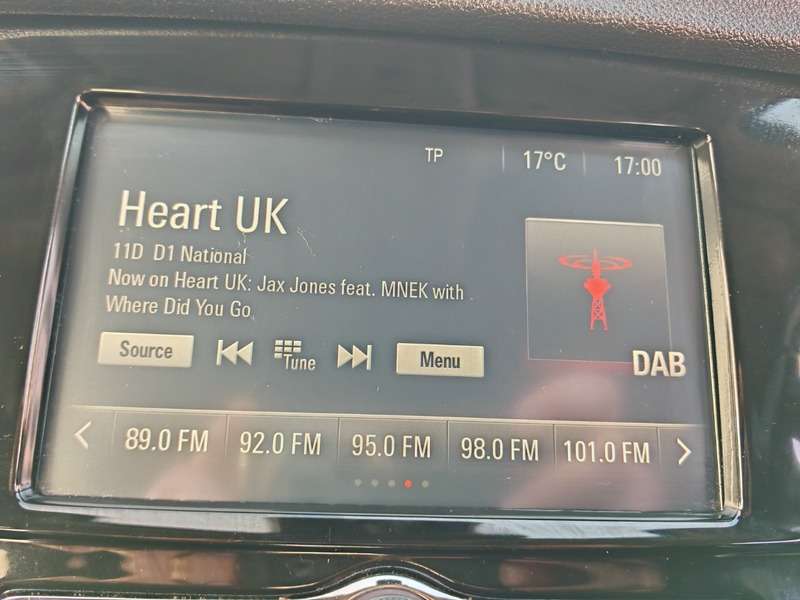 TP 17°C 17:00
Heart UK
11D D1 National
Now on Heart UK: Jax Jones feat. MNEK with
Where Did You Go
DAB
Source Tune Menu
89.0 FM 92.0 FM 95.0 FM 98.0 FM 101.0 FM